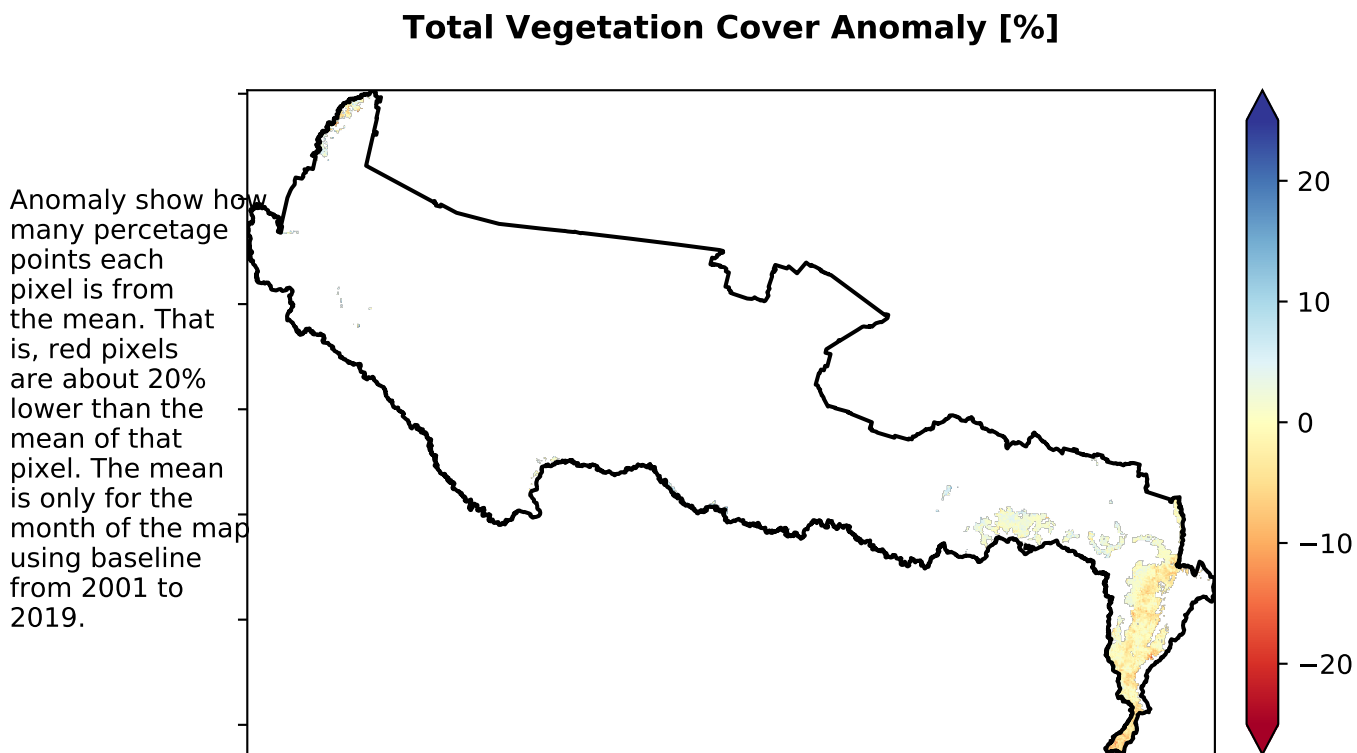 Total Vegetation Cover Anomaly [%]
Anomaly show how
many percetage
points each
pixel is from
the mean. That
is, red pixels
are about 20%
lower than the
mean of that
pixel. The mean
is only for the
month of the map
using baseline
from 2001 to
2019.
20
10
0
−10
−20